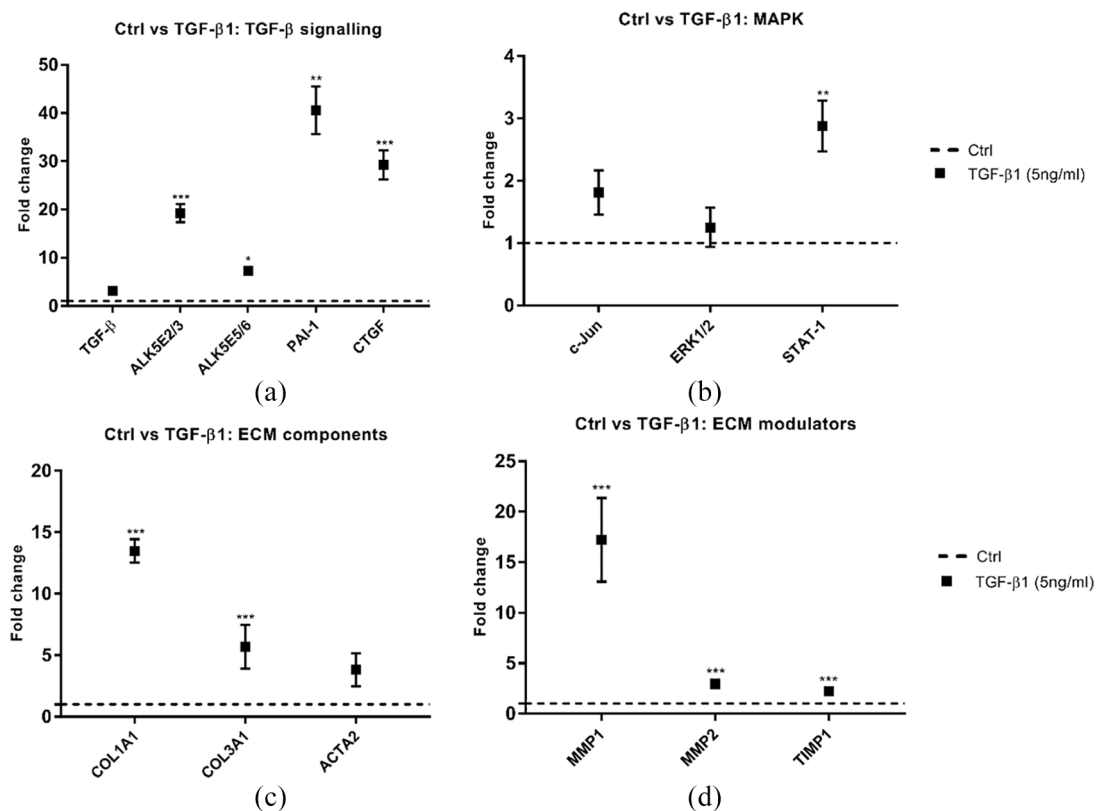 Ctrl vs TGF-β1: TGF-β signalling
Fold change
50
40
30
20
10
0
***
*
**
***
TGF-β
ALK5E2/3
ALK5E5/6
PAI-1
CTGF
(a)
Ctrl vs TGF-β1: MAPK
Fold change
4
3
2
1
0
**
c-Jun
ERK1/2
STAT-1
(b)
Ctrl
TGF-β1 (5ng/ml)
Ctrl vs TGF-β1: ECM components
Fold change
20
15
10
5
0
***
***
COL1A1
COL3A1
ACTA2
(c)
Ctrl vs TGF-β1: ECM modulators
Fold change
25
20
15
10
5
0
***
***
***
MMP1
MMP2
TIMP1
(d)
Ctrl
TGF-β1 (5ng/ml)